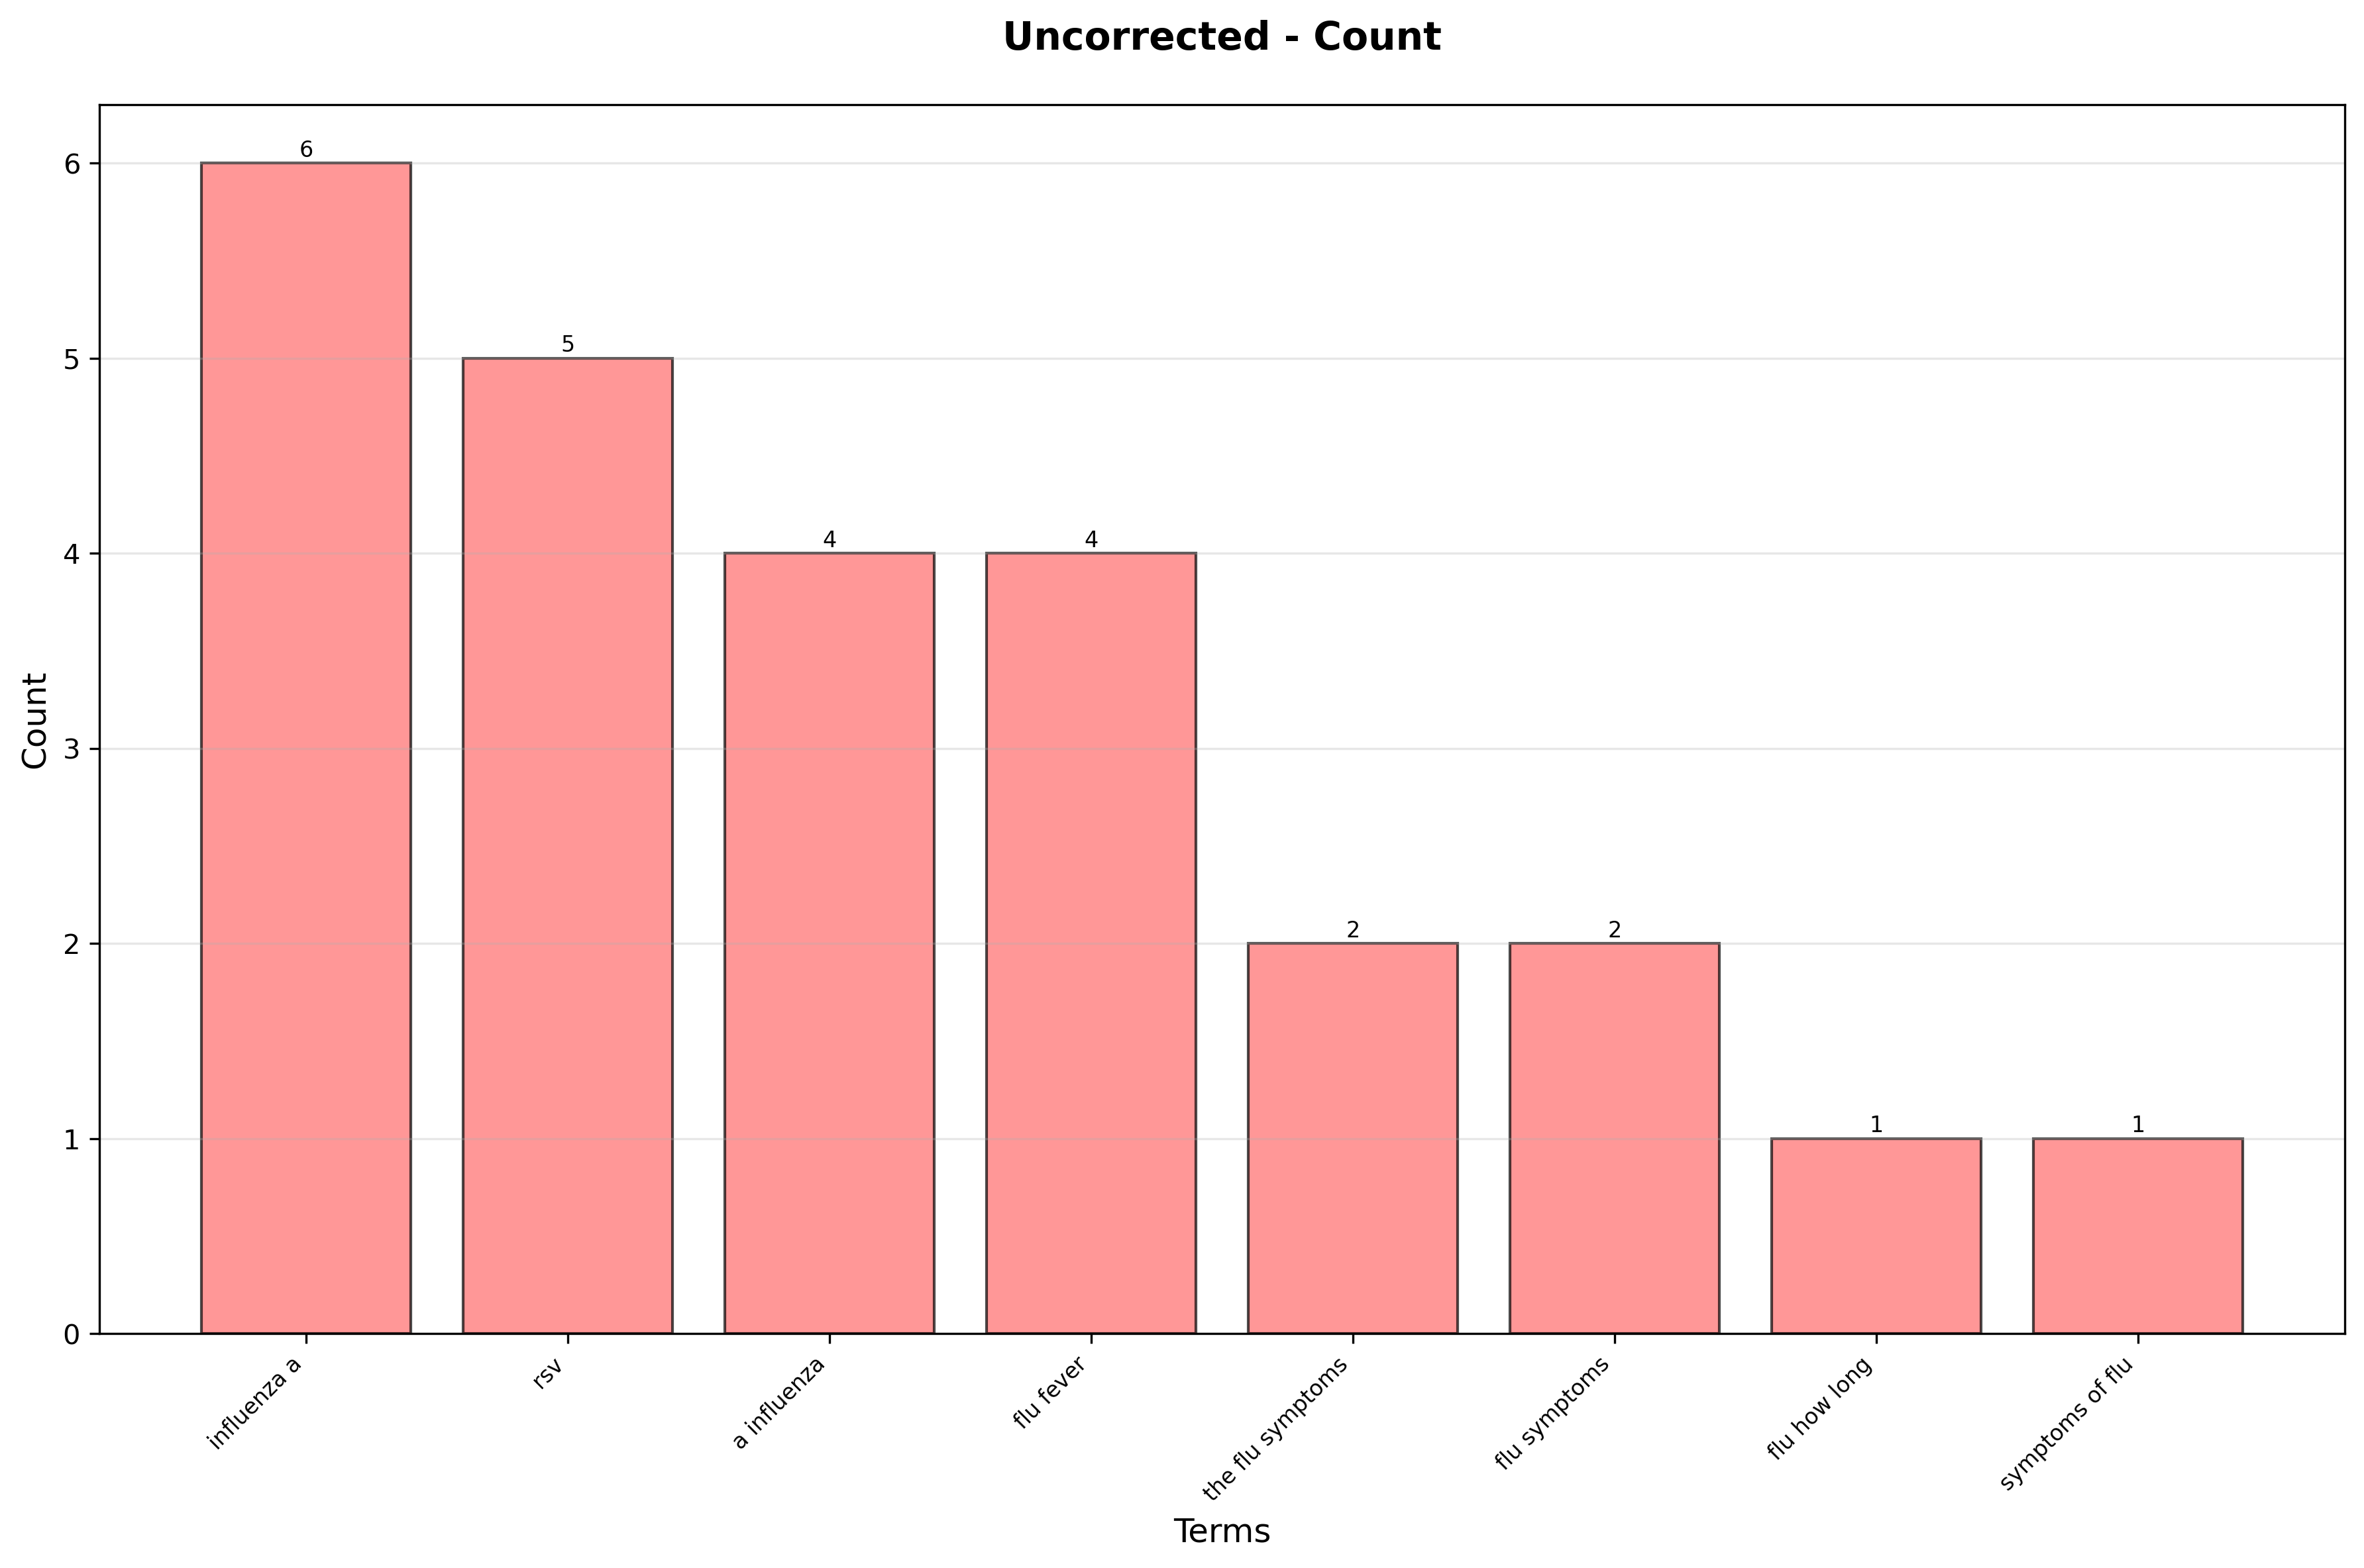 Uncorrected - Count
Count
6
5
4
3
2
1
0
6
5
4
4
2
2
1
1
influenza a
rsv
a influenza
flu fever
the flu symptoms
flu symptoms
flu how long
symptoms of flu
Terms